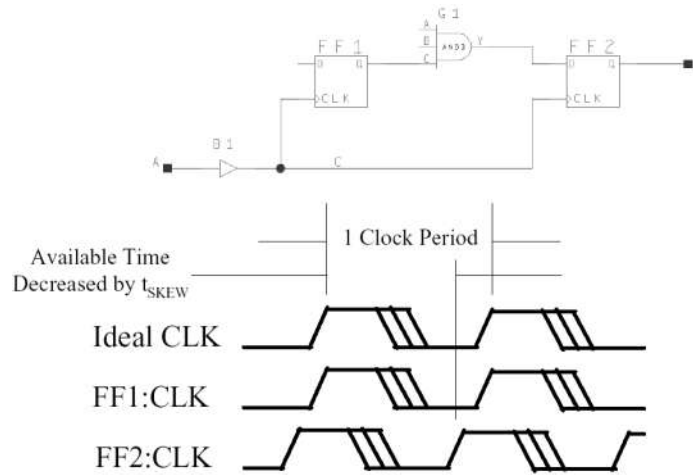 G 1
A
B
C
AND3
Y
FF1
D
Q
CLK
FF2
D
Q
CLK
B1
A
C
1 Clock Period
Available Time
Decreased by tSKEW
Ideal CLK
FF1:CLK
FF2:CLK